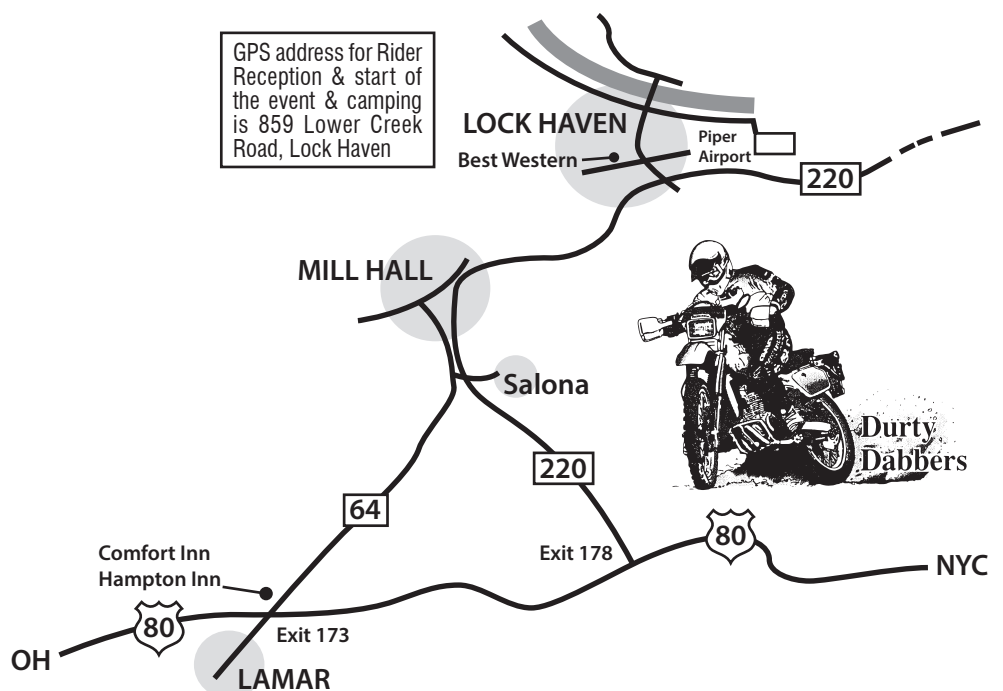 GPS address for Rider
Reception & start of
the event & camping
is 859 Lower Creek
Road, Lock Haven
LOCK HAVEN
Best Western
Piper
Airport
220
MILL HALL
Salona
Durty
Dabbers
220
64
80
Exit 178
Comfort Inn
Hampton Inn
NYC
80
Exit 173
OH
LAMAR